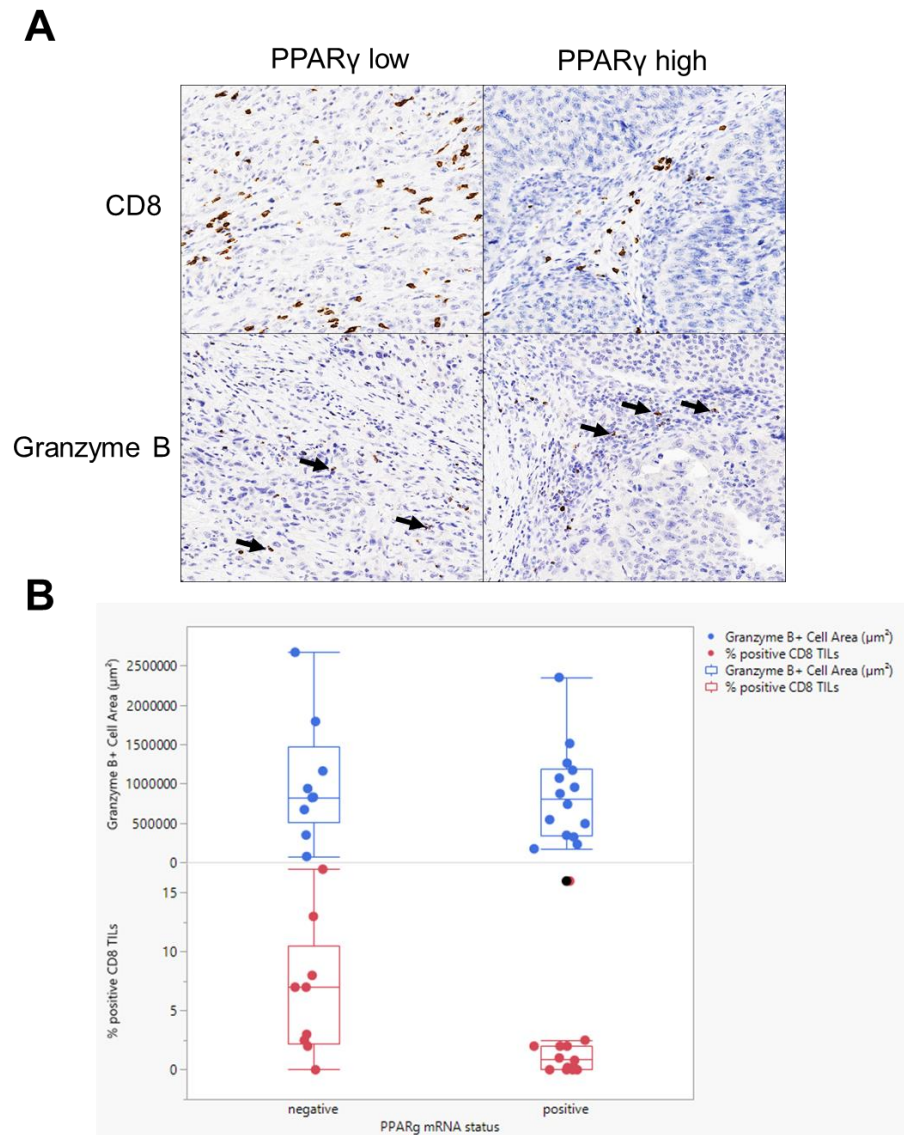 A
PPARγ low
PPARγ high
CD8
Granzyme B
B
Granzyme B+ Cell Area (µm²)
% positive CD8 TILs
Granzyme B+ Cell Area (µm²)
% positive CD8 TILs
Granzyme B+ Cell Area (µm²)
2500000
2000000
1500000
1000000
500000
0
% positive CD8 TILs
15
10
5
0
negative
positive
PPARg mRNA status